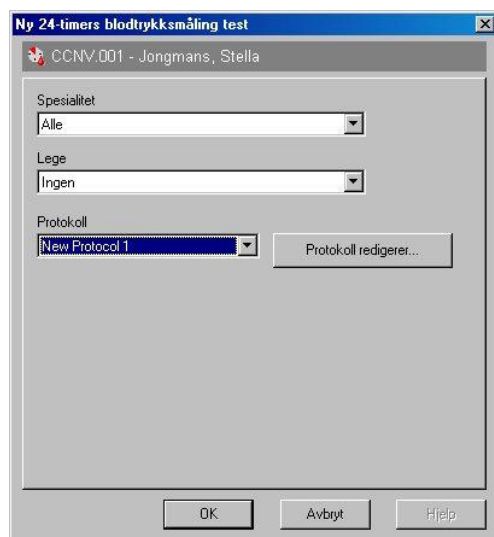 Ny 24-timers blodtrykksmåling test
CCNV.001 - Jongmans, Stella
Spesialitet
Alle
Lege
Ingen
Protokoll
New Protocol 1
Protokoll redigerer...
OK
Avbryt
Hjelp